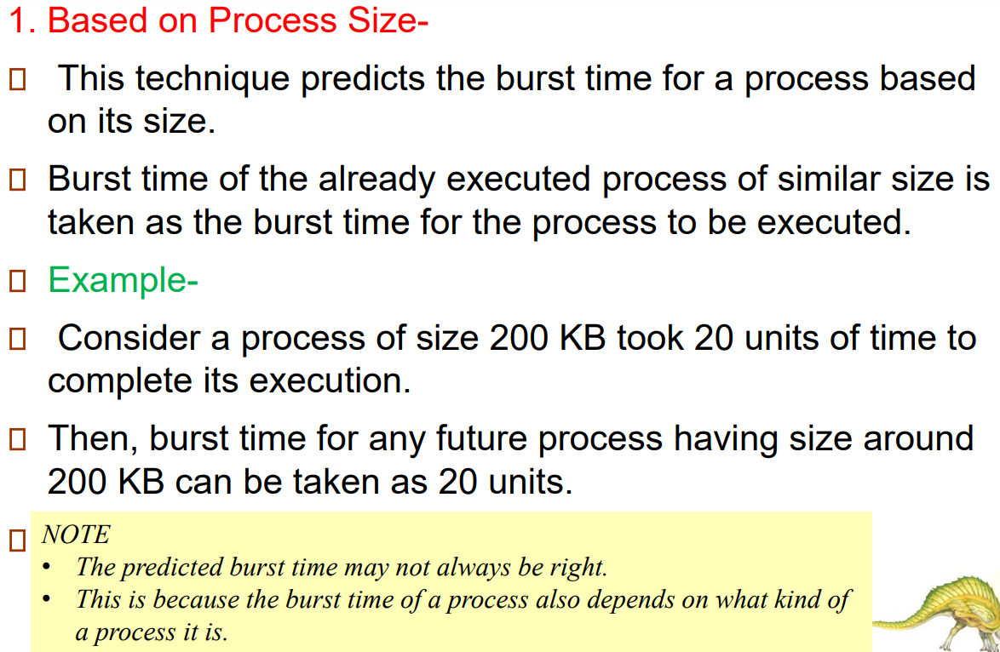 1. Based on Process Size-
This technique predicts the burst time for a process based
on its size.
Burst time of the already executed process of similar size is
taken as the burst time for the process to be executed.
Example-
Consider a process of size 200 KB took 20 units of time to
complete its execution.
Then, burst time for any future process having size around
200 KB can be taken as 20 units.
NOTE
• The predicted burst time may not always be right.
• This is because the burst time of a process also depends on what kind of
a process it is.